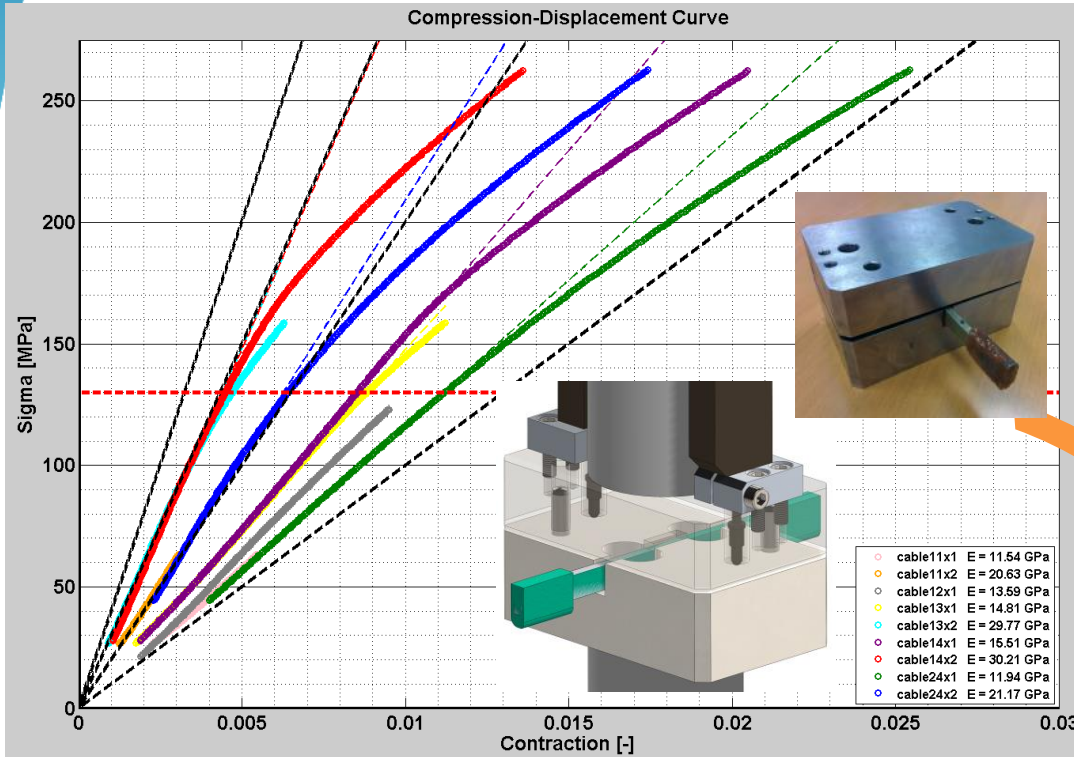 Compression-Displacement Curve
Sigma [MPa]
250
200
150
100
50
0
0
0.005
0.01
0.015
0.02
0.025
0.03
Contraction [-]
cable11x1 E = 11.54 GPa
cable11x2 E = 20.63 GPa
cable12x1 E = 13.59 GPa
cable13x1 E = 14.81 GPa
cable13x2 E = 29.77 GPa
cable14x1 E = 15.51 GPa
cable14x2 E = 30.21 GPa
cable24x1 E = 11.94 GPa
cable24x2 E = 21.17 GPa